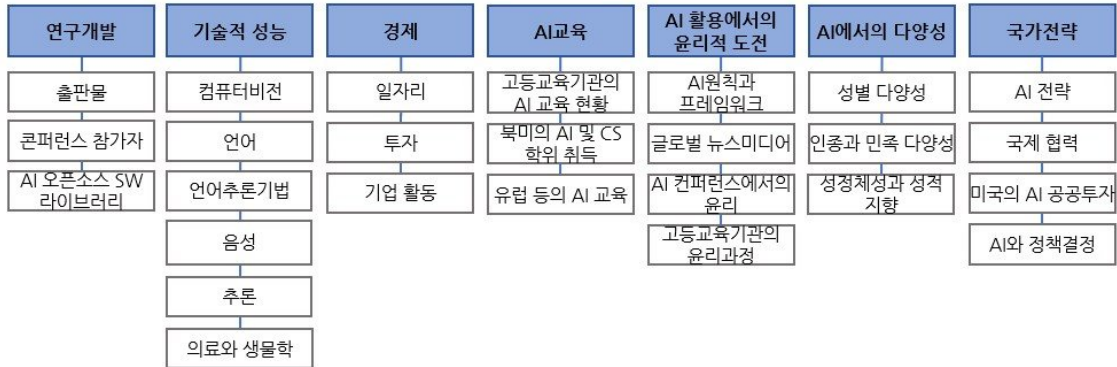 연구개발
출판물
콘퍼런스 참가자
AI 오픈소스 SW
라이브러리
기술적 성능
컴퓨터비전
언어
언어추론기법
음성
추론
의료와 생물학
경제
일자리
투자
기업 활동
AI교육
고등교육기관의
AI 교육 현황
북미의 AI 및 CS
학위 취득
유럽 등의 AI 교육
AI 활용에서의
윤리적 도전
AI원칙과
프레임워크
글로벌 뉴스미디어
AI 컨퍼런스에서의
윤리
고등교육기관의
윤리과정
AI에서의 다양성
성별 다양성
인종과 민족 다양성
성정체성과 성적
지향
국가전략
AI 전략
국제 협력
미국의 AI 공공투자
AI와 정책결정